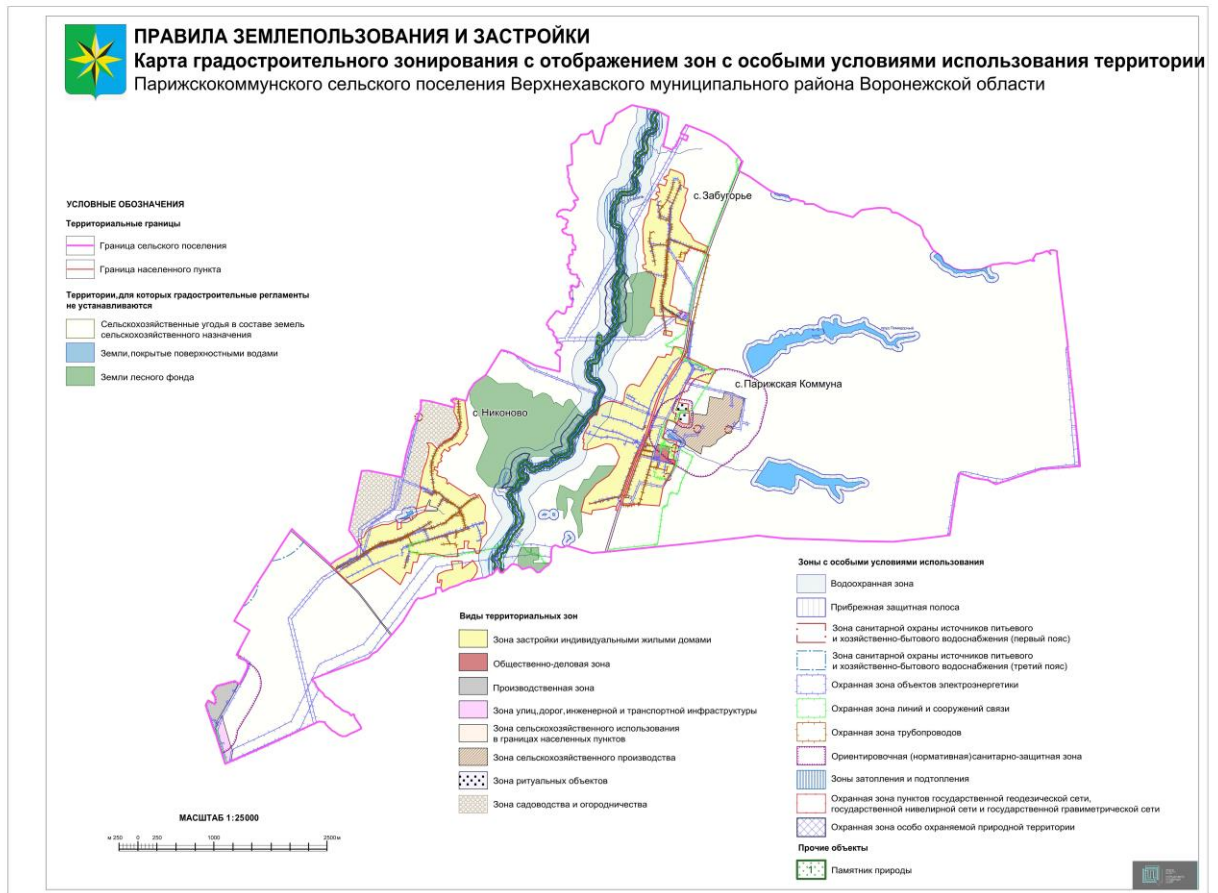 ПРАВИЛА ЗЕМЛЕПОЛЬЗОВАНИЯ И ЗАСТРОЙКИ
Карта градостроительного зонирования с отображением зон с особыми условиями использования территории
Парижскокоммунского сельского поселения Верхнехавского муниципального района Воронежской области
с. Забугорье
с. Парижская Коммуна
с. Никоново
УСЛОВНЫЕ ОБОЗНАЧЕНИЯ
Территориальные границы
Граница сельского поселения
Граница населенного пункта
Территории,для которых градостроительные регламенты
не устанавливаются
Сельскохозяйственные угодья в составе земель
сельскохозяйственного назначения
Земли,покрытые поверхностными водами
Земли лесного фонда
МАСШТАБ 1:25000
м 250 0 250 1000 2500м
Виды территориальных зон
Зона застройки индивидуальными жилыми домами
Общественно-деловая зона
Производственная зона
Зона улиц,дорог,инженерной и транспортной инфраструктуры
Зона сельскохозяйственного использования
в границах населенных пунктов
Зона сельскохозяйственного производства
Зона ритуальных объектов
Зона садоводства и огородничества
Зоны с особыми условиями использования
Водоохранная зона
Прибрежная защитная полоса
Зона санитарной охраны источников питьевого
и хозяйственно-бытового водоснабжения (первый пояс)
Зона санитарной охраны источников питьевого
и хозяйственно-бытового водоснабжения (третий пояс)
Охранная зона объектов электроэнергетики
Охранная зона линий и сооружений связи
Охранная зона трубопроводов
Ориентировочная (нормативная)санитарно-защитная зона
Зоны затопления и подтопления
Охранная зона пунктов государственной геодезической сети,
государственной нивелирной сети и государственной гравиметрической сети
Охранная зона особо охраняемой природной территории
Прочие объекты
1
Памятник природы